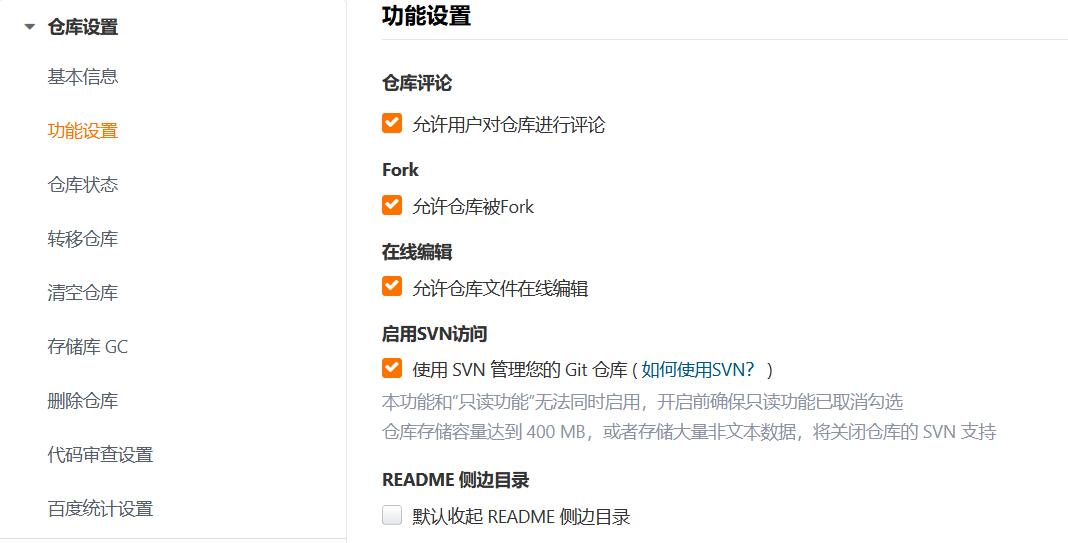 仓库设置
基本信息
功能设置
仓库状态
转移仓库
清空仓库
存储库 GC
删除仓库
代码审查设置
百度统计设置
功能设置
仓库评论
允许用户对仓库进行评论
Fork
允许仓库被Fork
在线编辑
允许仓库文件在线编辑
启用SVN访问
使用 SVN 管理您的 Git 仓库 ( 如何使用SVN? )
本功能和“只读功能”无法同时启用，开启前确保只读功能已取消勾选
仓库存储容量达到 400 MB，或者存储大量非文本数据，将关闭仓库的 SVN 支持
README 侧边目录
默认收起 README 侧边目录